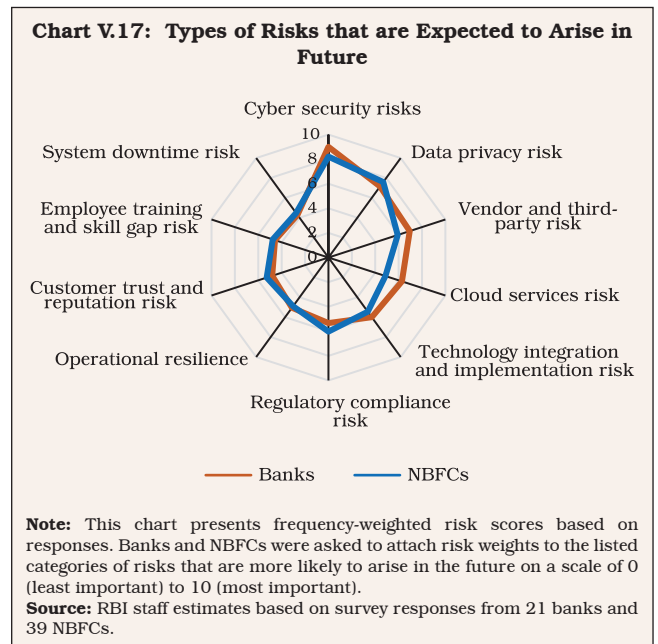 Chart V.17: Types of Risks that are Expected to Arise in
Future
Cyber security risks
10
System downtime risk
8
Data privacy risk
6
Employee training
and skill gap risk
4
Vendor and third-
party risk
2
0
Customer trust and
reputation risk
Cloud services risk
Operational resilience
Technology integration
and implementation risk
Regulatory compliance
risk
Banks
NBFCs
Note: This chart presents frequency-weighted risk scores based on
responses. Banks and NBFCs were asked to attach risk weights to the listed
categories of risks that are more likely to arise in the future on a scale of 0
(least important) to 10 (most important).
Source: RBI staff estimates based on survey responses from 21 banks and
39 NBFCs.